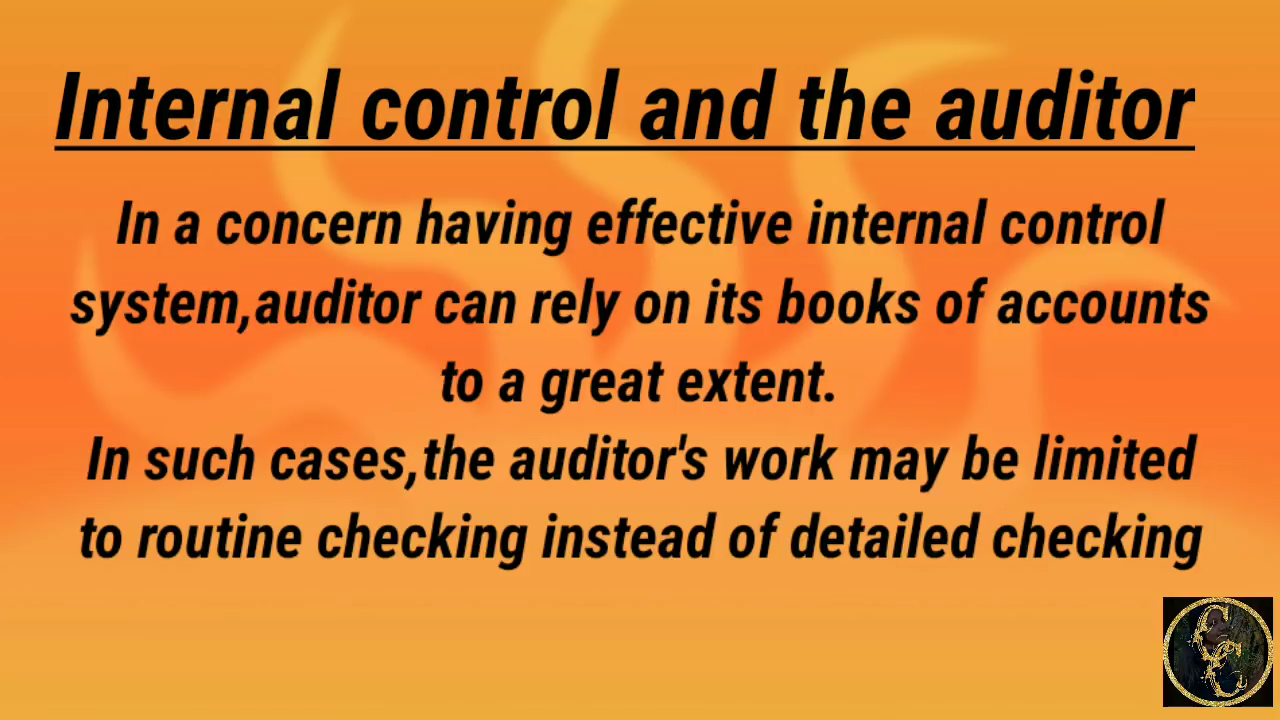 Internal control and the auditor
In a concern having effective internal control
system,auditor can rely on its books of accounts
to a great extent.
In such cases,the auditor's work may be limited
to routine checking instead of detailed checking